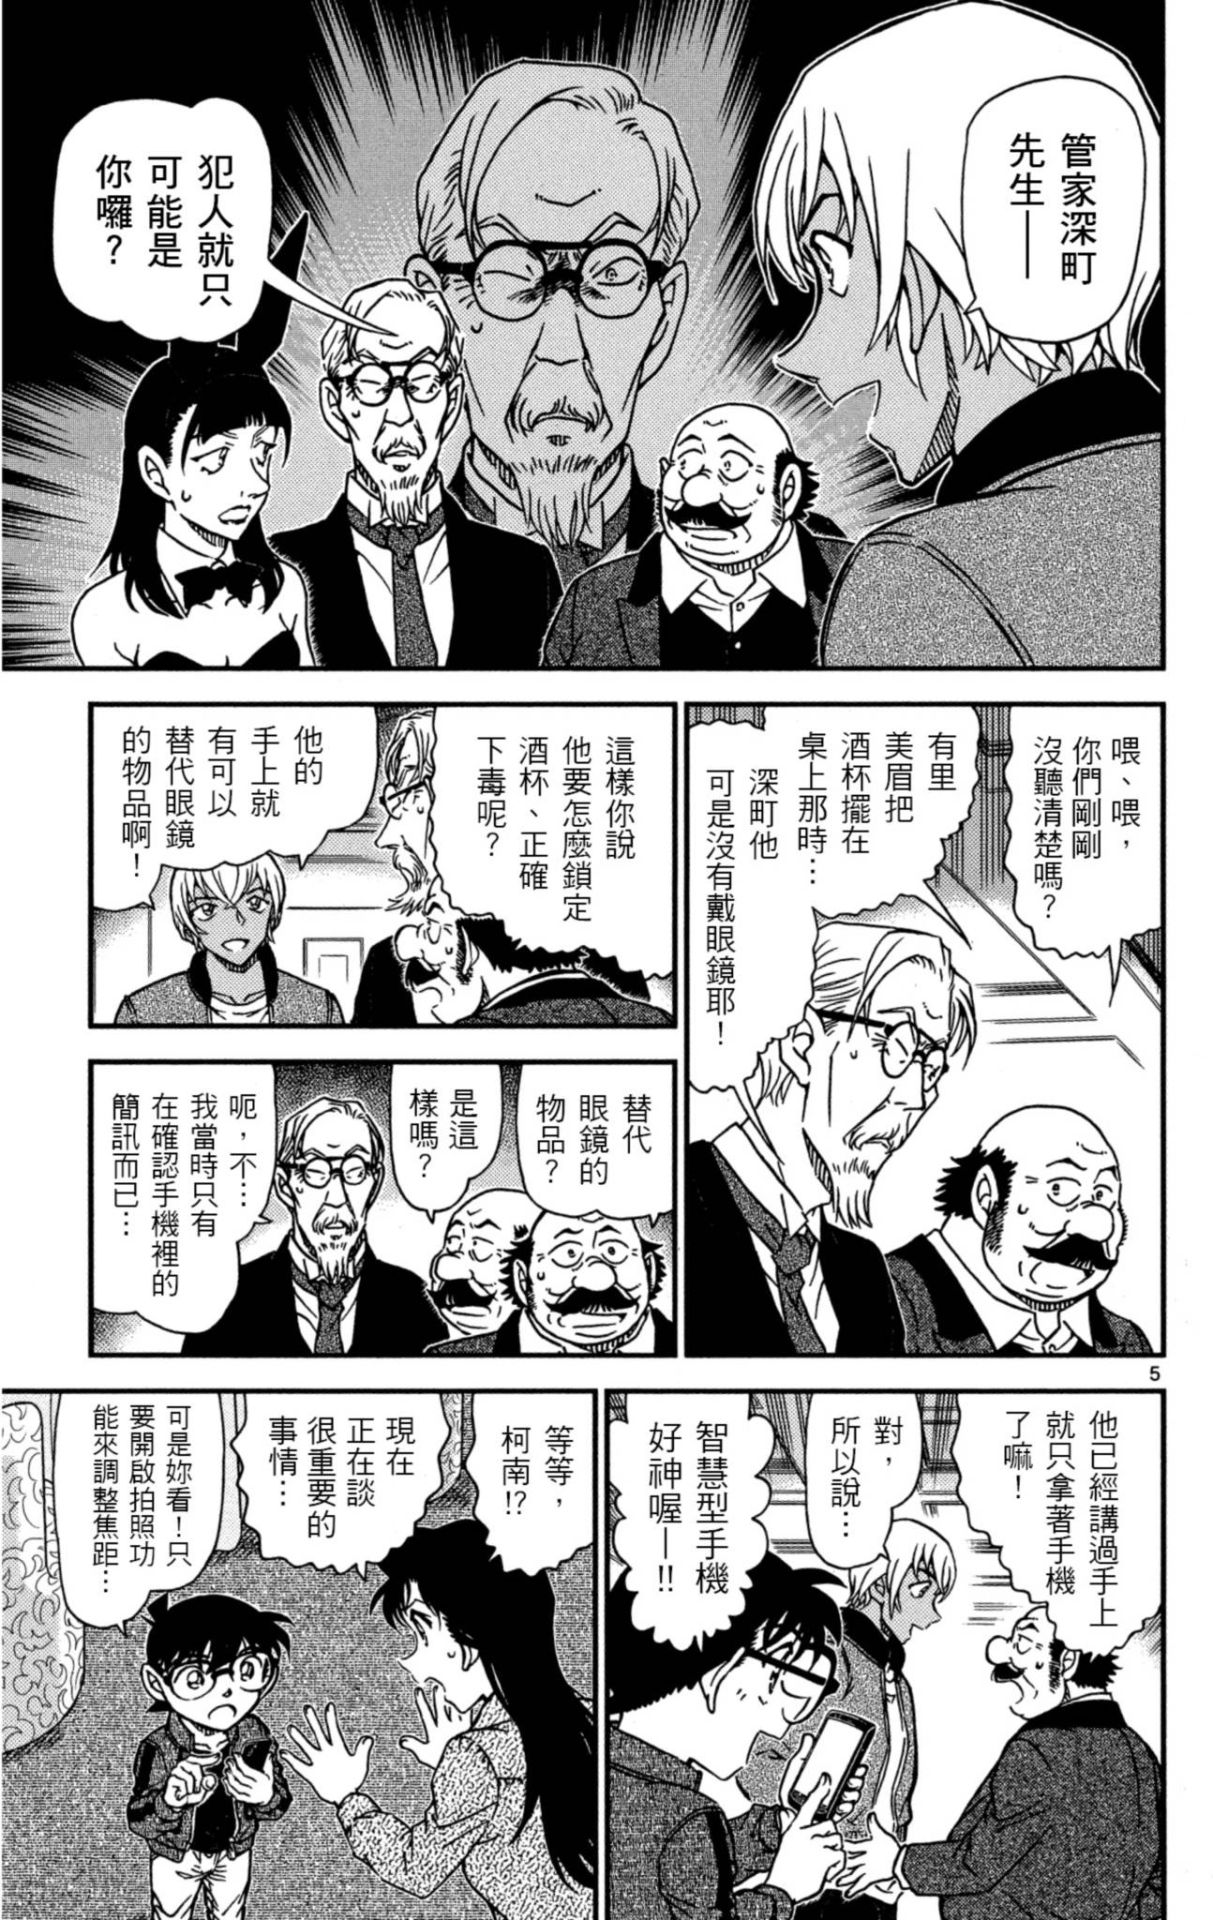 管家深町
先生——
犯人就只
可能是
你囉？
喂、喂，
你們剛剛
沒聽清楚嗎？
有里
美眉把
酒杯擺在
桌上那時…
深町他
可是沒有戴眼鏡耶！
這樣你說
他要怎麼鎖定
酒杯、正確
下毒呢？
他的
手上就
有可以
替代眼鏡
的物品啊！
替代
眼鏡的
物品？
是這
樣嗎？
呃，不…
我當時只有
在確認手機裡的
簡訊而已…
5
他已經講過手上
就只拿著手機
了嘛！
對，
所以說…
智慧型手機
好神喔—!!
等等，
柯南!?
現在
正在談
很重要的
事情…
可是妳看！只
要開啟拍照功
能來調整焦距…